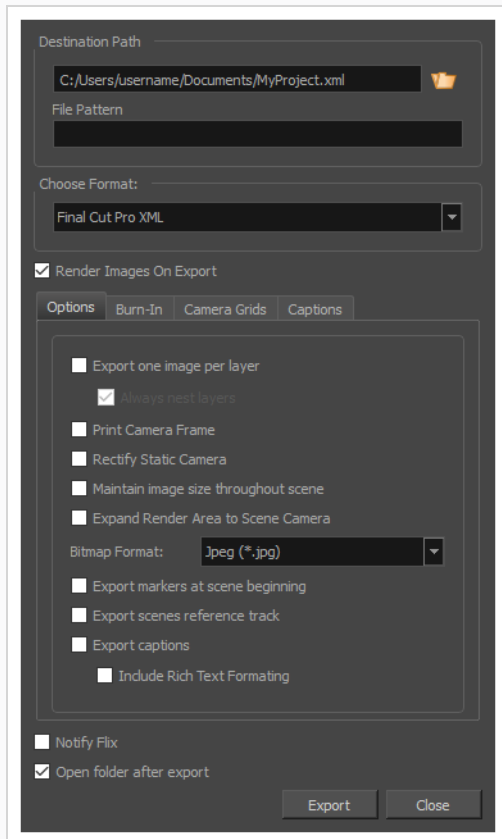 Destination Path
C:/Users/username/Documents/MyProject.xml
File Pattern
Choose Format:
Final Cut Pro XML
Render Images On Export
Options Burn-In Camera Grids Captions
Export one image per layer
Always nest layers
Print Camera Frame
Rectify Static Camera
Maintain image size throughout scene
Expand Render Area to Scene Camera
Bitmap Format: Jpeg (*.jpg)
Export markers at scene beginning
Export scenes reference track
Export captions
Include Rich Text Formating
Notify Flix
Open folder after export
Export Close